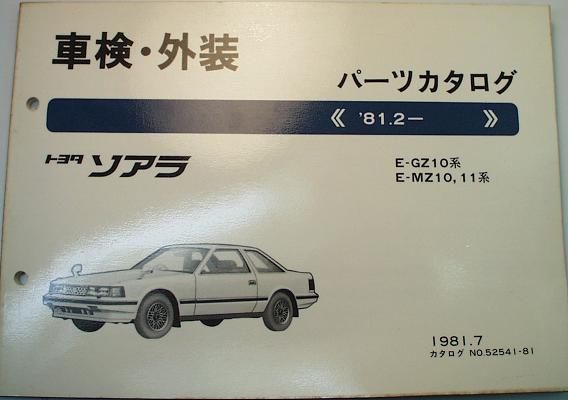 車検・外装
パーツカタログ
《 '81.2－ 》
トヨタ ソアラ
E-GZ10系
E-MZ10,11系
1981.7
カタログ NO.52541-81